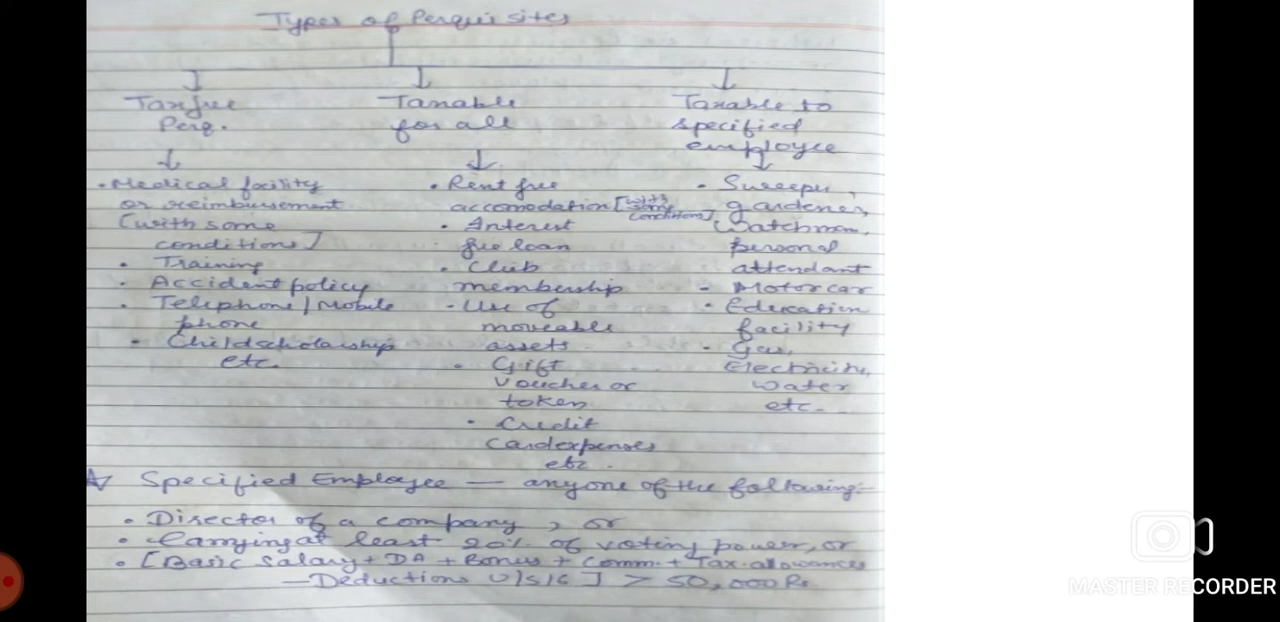 Types of Perquisites
Taxfree
Perq.
• Medical facility
or reimbursement
[with some
conditions]
• Training
• Accident policy
• Telephone/Mobile
phone
• Child scholarship
etc.
Taxable
for all
• Rent free
accomodation [with some conditions]
• Interest
free loan
• Club
membership
• Use of
moveable
assets
• Gift
Voucher or
token
• Credit
Card expenses
etc.
Taxable to
specified
employee
• Sweeper,
gardener,
Watchman,
personal
attendant
• Motor car
• Education
facility
• Gas,
Electricity,
water
etc.
Specified Employee — anyone of the following:-
• Director of a company, or
• Carrying at least 20% of voting power, or
• [Basic Salary + DA + Bonus + Comm. + Tax. allowances
— Deductions U/S 16] > 50,000 Rs
MASTER RECORDER